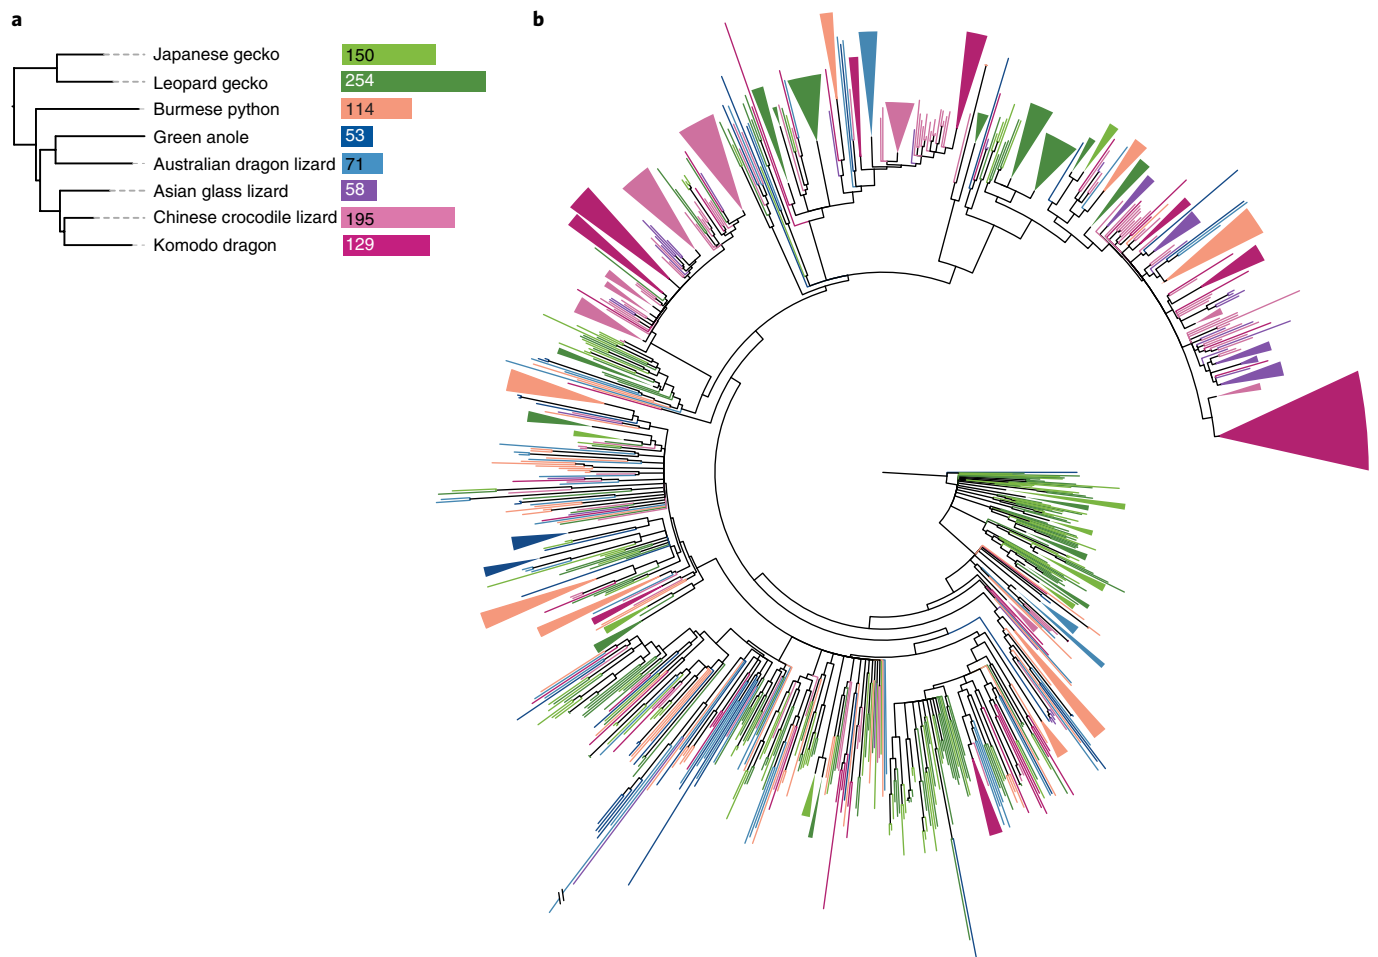 a
b
Japanese gecko 150
Leopard gecko 254
Burmese python 114
Green anole 53
Australian dragon lizard 71
Asian glass lizard 58
Chinese crocodile lizard 195
Komodo dragon 129